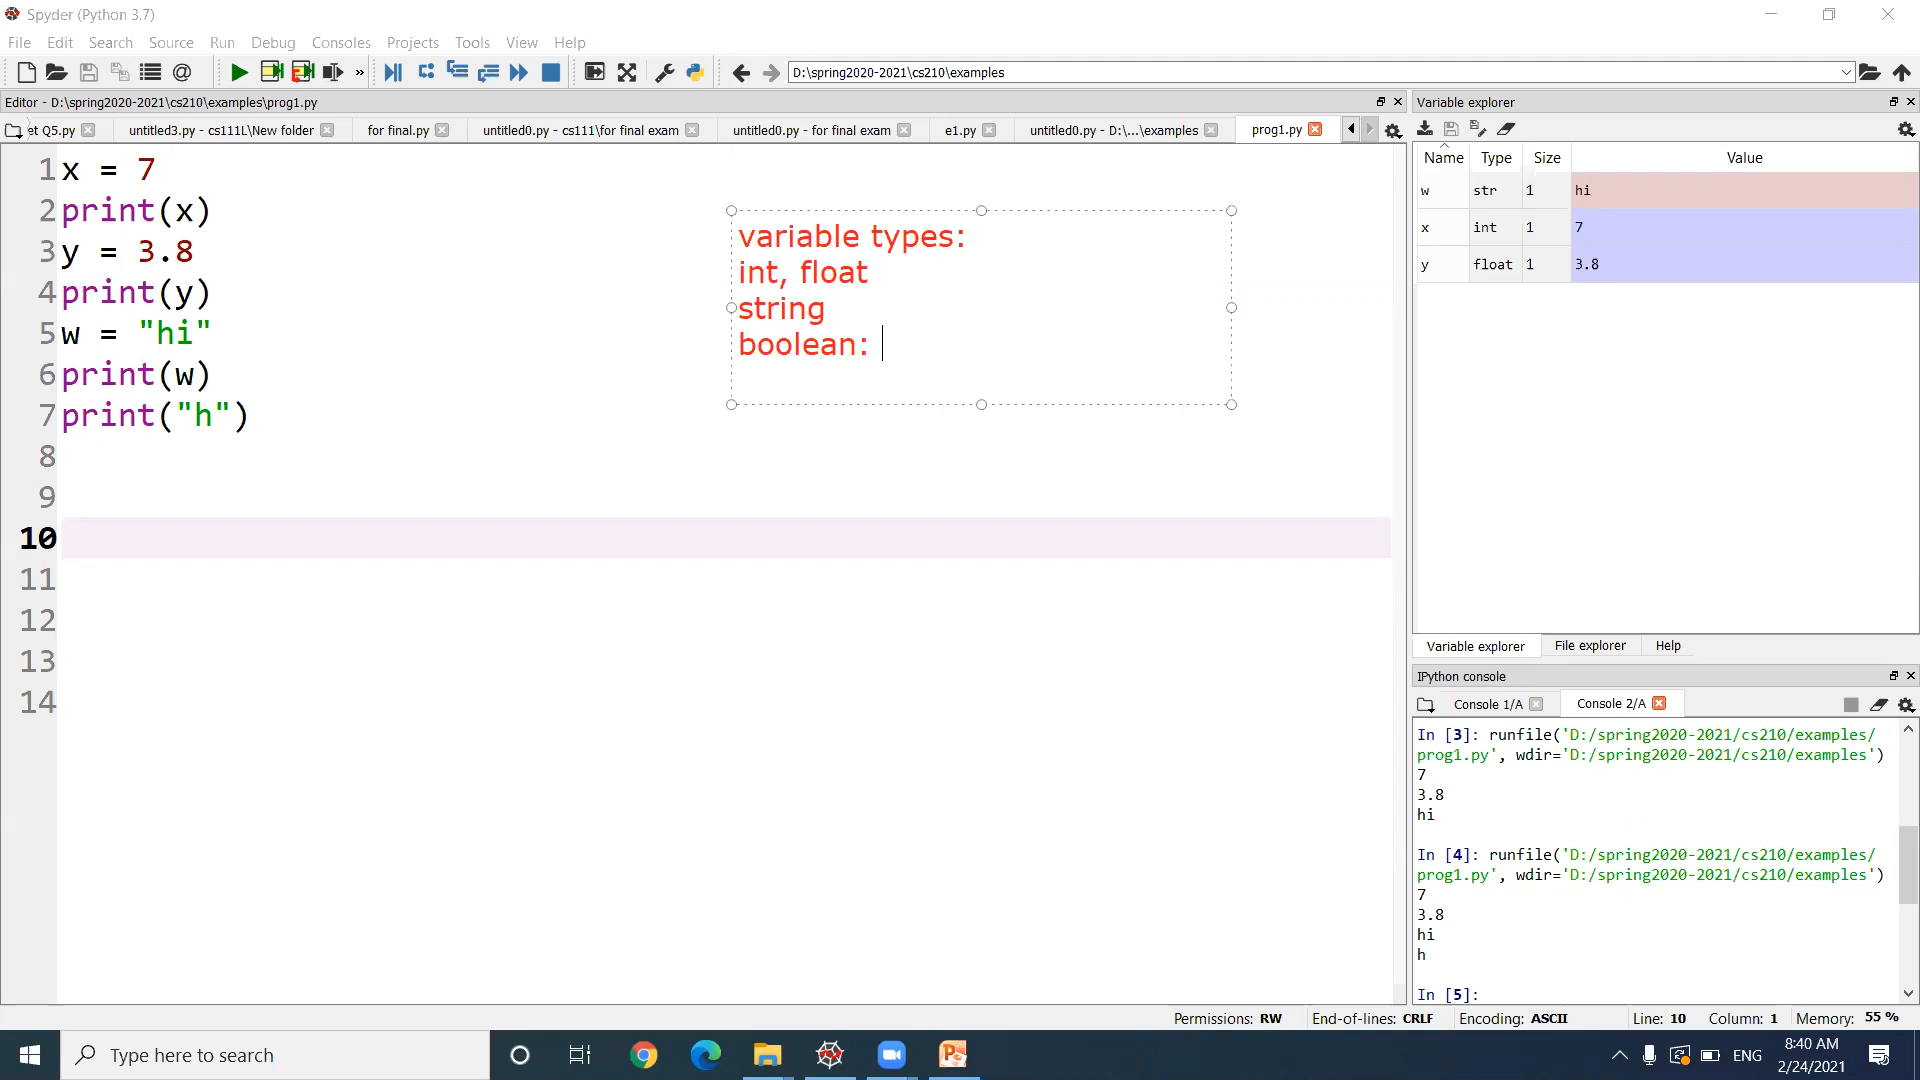 Spyder (Python 3.7)
File Edit Search Source Run Debug Consoles Projects Tools View Help
D:\spring2020-2021\cs210\examples
Editor - D:\spring2020-2021\cs210\examples\prog1.py
et Q5.py untitled3.py - cs111L\New folder for final.py untitled0.py - cs111\for final exam untitled0.py - for final exam e1.py untitled0.py - D:\...\examples prog1.py
1 x = 7
2 print(x)
3 y = 3.8
4 print(y)
5 w = "hi"
6 print(w)
7 print("h")
8
9
10
11
12
13
14
variable types:
int, float
string
boolean:
Variable explorer
Name Type Size Value
w str 1 hi
x int 1 7
y float 1 3.8
Variable explorer File explorer Help
IPython console
Console 1/A Console 2/A
In [3]: runfile('D:/spring2020-2021/cs210/examples/
prog1.py', wdir='D:/spring2020-2021/cs210/examples')
7
3.8
hi
In [4]: runfile('D:/spring2020-2021/cs210/examples/
prog1.py', wdir='D:/spring2020-2021/cs210/examples')
7
3.8
hi
h
In [5]:
Permissions: RW End-of-lines: CRLF Encoding: ASCII Line: 10 Column: 1 Memory: 55 %
Type here to search
ENG
8:40 AM
2/24/2021